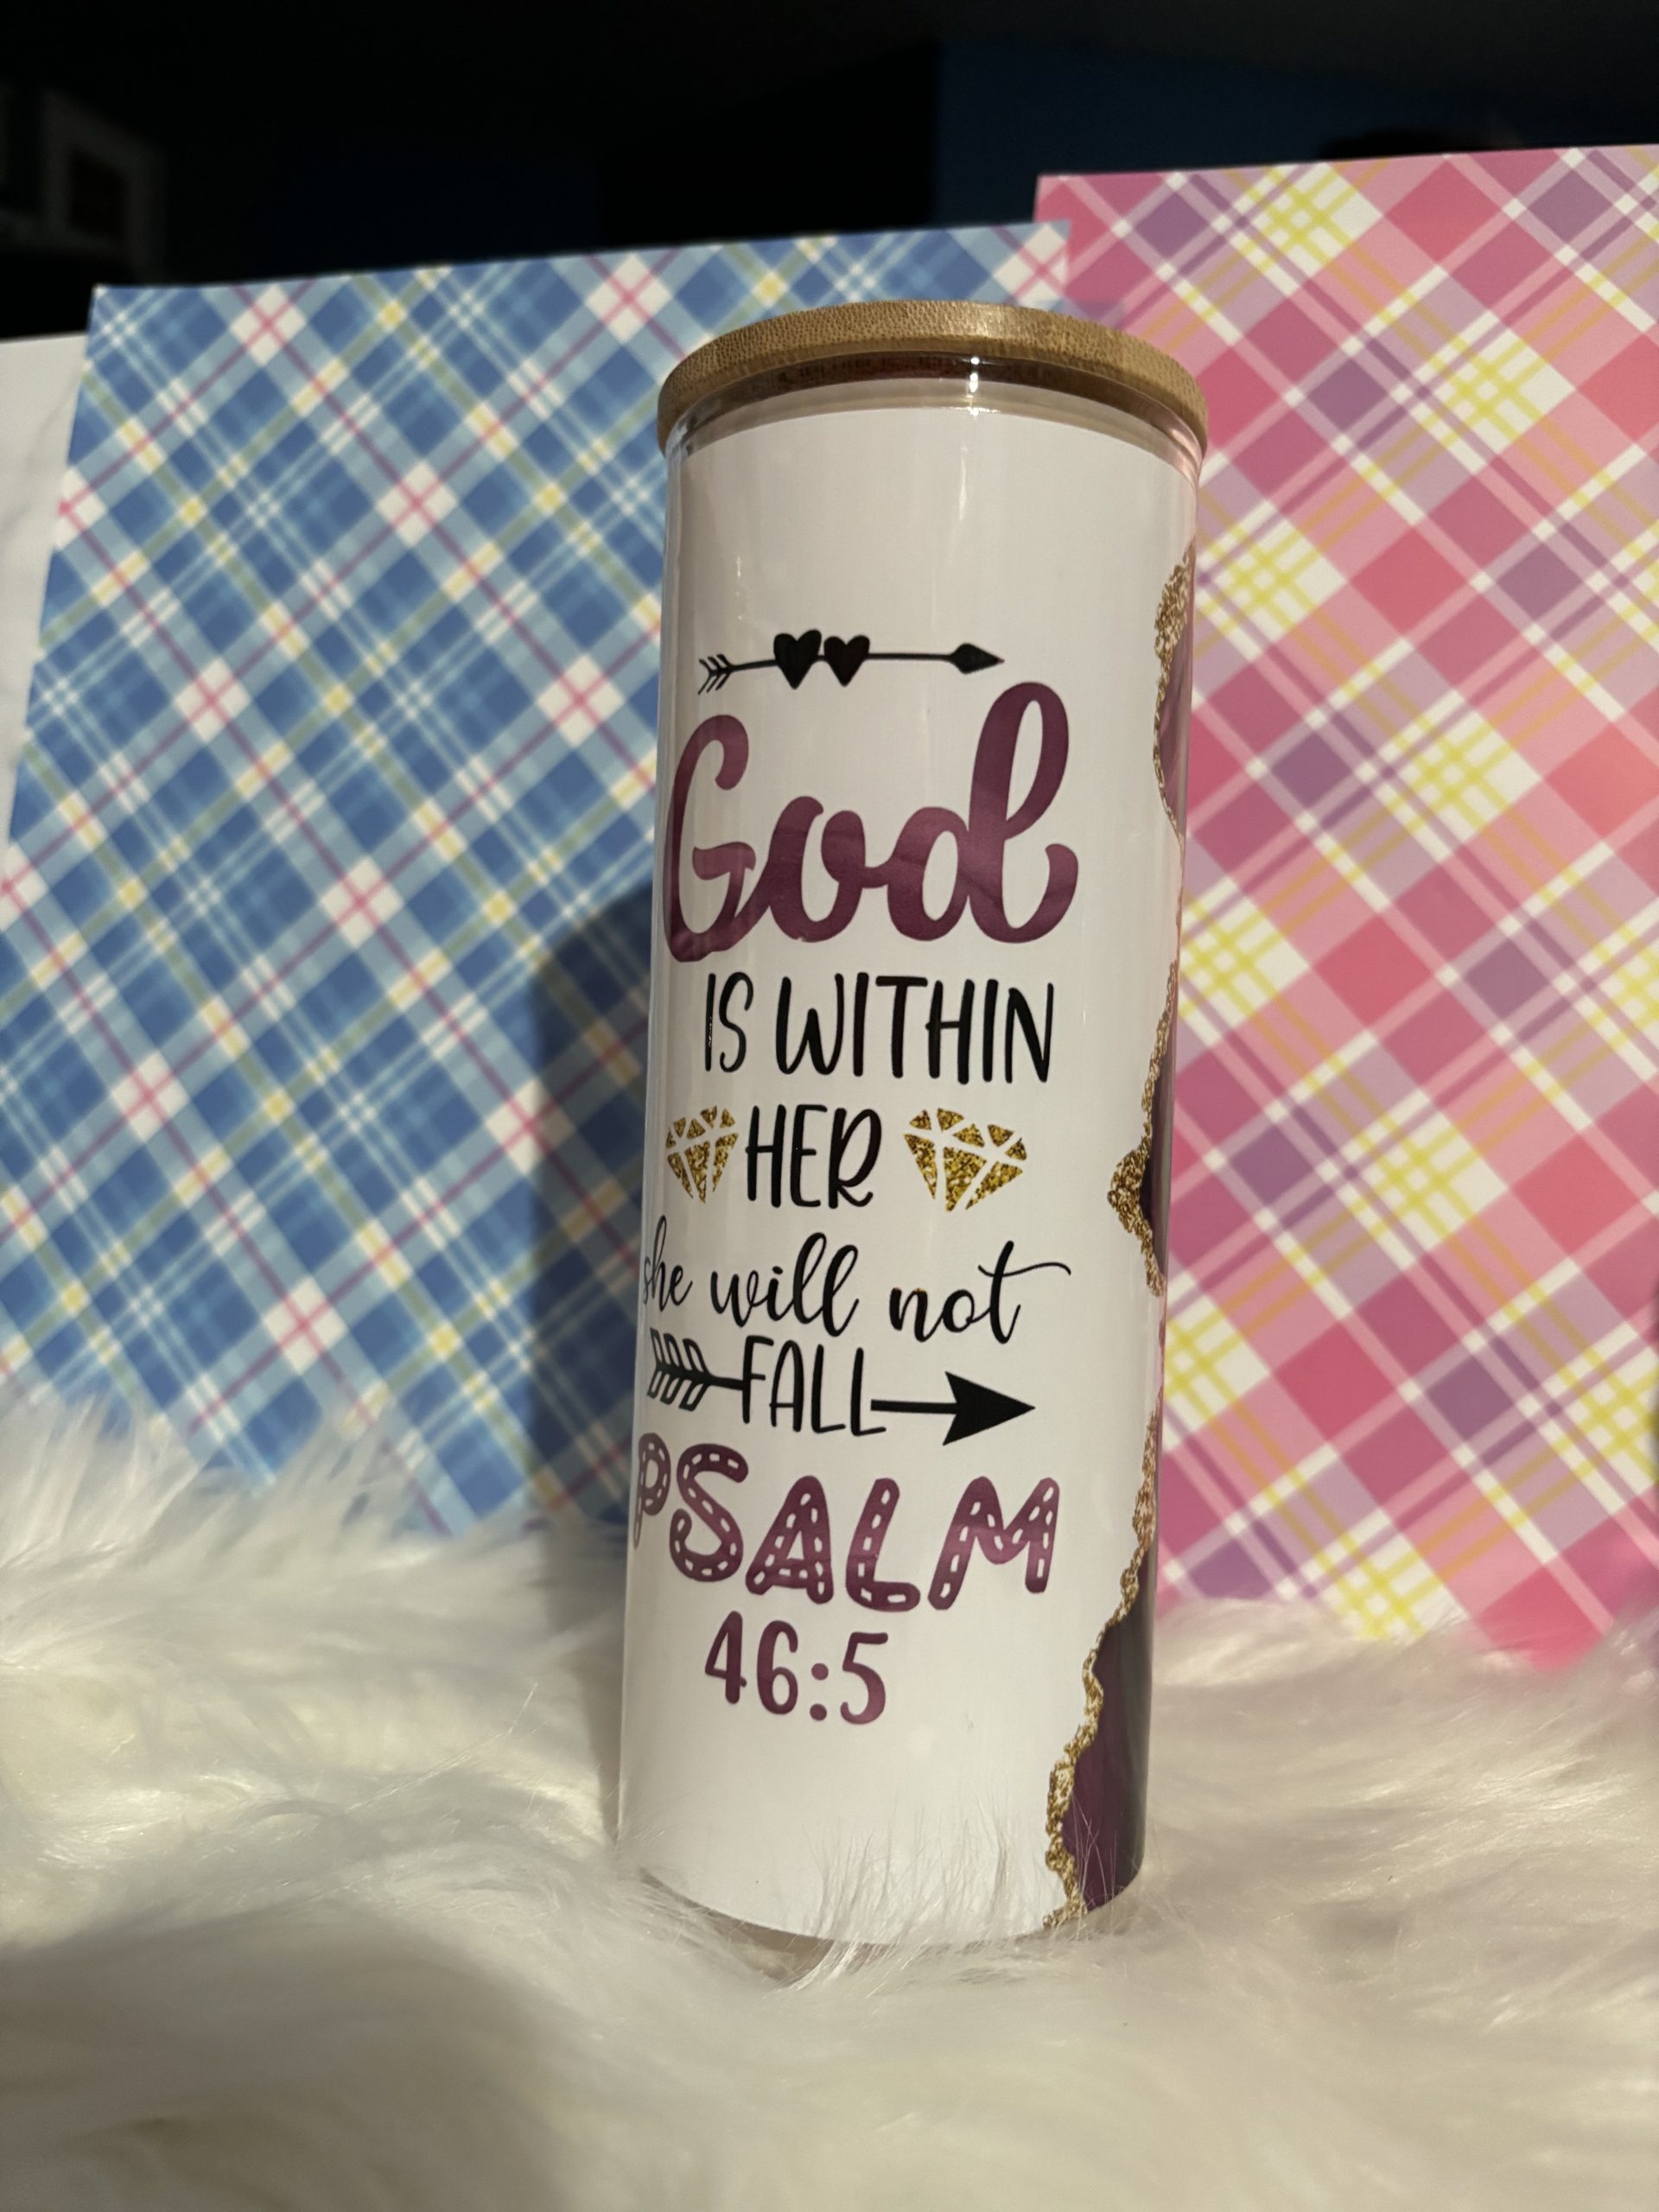 God
IS WITHIN
HER
she will not
FALL
PSALM
46:5